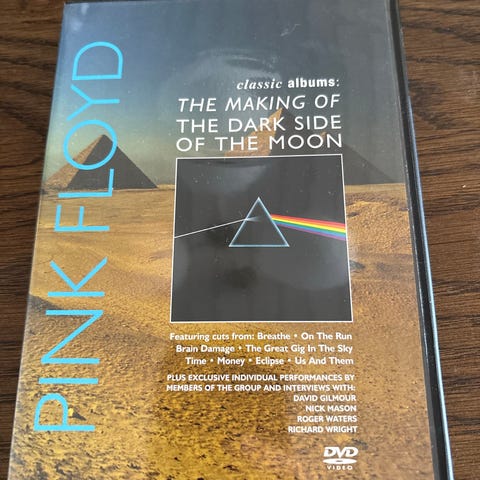 PINK FLOYD
classic albums:
THE MAKING OF
THE DARK SIDE
OF THE MOON
Featuring cuts from: Breathe • On The Run
Brain Damage • The Great Gig In The Sky
Time • Money • Eclipse • Us And Them
PLUS EXCLUSIVE INDIVIDUAL PERFORMANCES BY
MEMBERS OF THE GROUP AND INTERVIEWS WITH:
DAVID GILMOUR
NICK MASON
ROGER WATERS
RICHARD WRIGHT
DVD
VIDEO